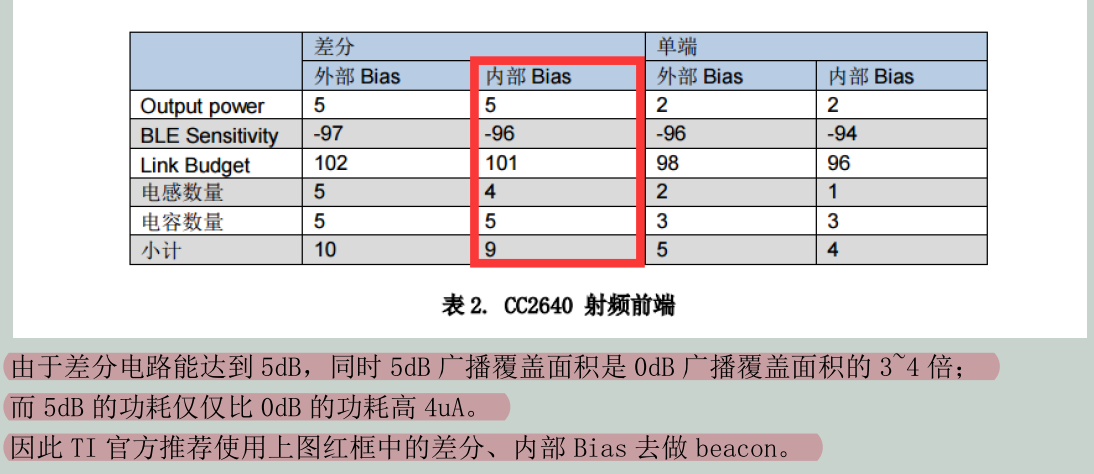 差分 单端
外部 Bias 内部 Bias 外部 Bias 内部 Bias
Output power 5 5 2 2
BLE Sensitivity -97 -96 -96 -94
Link Budget 102 101 98 96
电感数量 5 4 2 1
电容数量 5 5 3 3
小计 10 9 5 4
表 2. CC2640 射频前端
由于差分电路能达到 5dB，同时 5dB 广播覆盖面积是 0dB 广播覆盖面积的 3~4 倍；
而 5dB 的功耗仅仅比 0dB 的功耗高 4uA。
因此 TI 官方推荐使用上图红框中的差分、内部 Bias 去做 beacon。